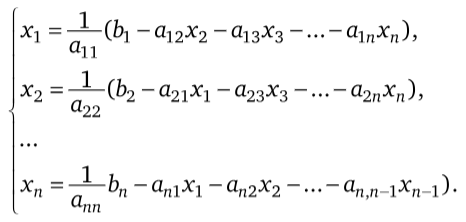 x₁ = 1/a₁₁ (b₁ − a₁₂x₂ − a₁₃x₃ − ... − a₁ₙxₙ),
x₂ = 1/a₂₂ (b₂ − a₂₁x₁ − a₂₃x₃ − ... − a₂ₙxₙ),
...
xₙ = 1/aₙₙ bₙ − aₙ₁x₁ − aₙ₂x₂ − ... − aₙ,ₙ₋₁xₙ₋₁).